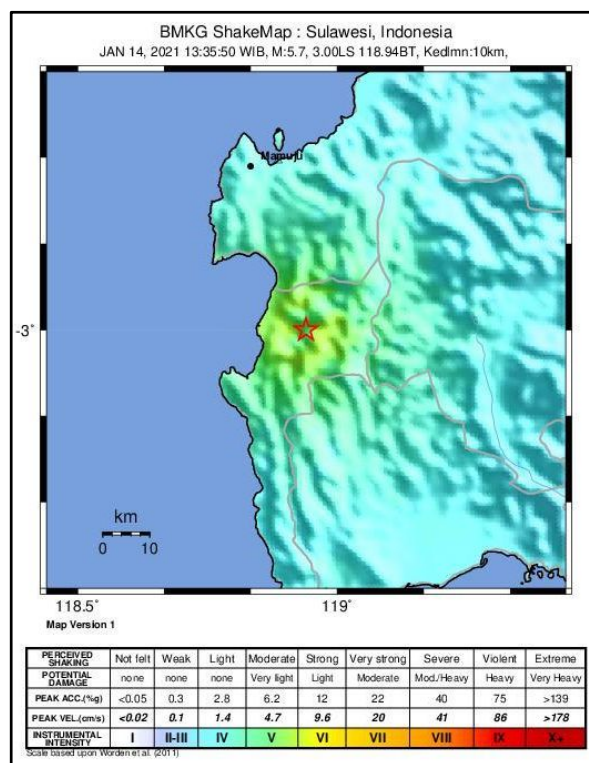 BMKG ShakeMap : Sulawesi, Indonesia
JAN 14, 2021 13:35:50 WIB, M:5.7, 3.00LS 118.94BT, Kedlmn:10km,
Mamuju
-3°
km
0 10
118.5° 119°
Map Version 1
PERCEIVED SHAKING Not felt Weak Light Moderate Strong Very strong Severe Violent Extreme
POTENTIAL DAMAGE none none none Very light Light Moderate Mod./Heavy Heavy Very Heavy
PEAK ACC.(%g) <0.05 0.3 2.8 6.2 12 22 40 75 >139
PEAK VEL.(cm/s) <0.02 0.1 1.4 4.7 9.6 20 41 86 >178
INSTRUMENTAL INTENSITY I II-III IV V VI VII VIII IX X+
Scale based upon Worden et al. (2011)